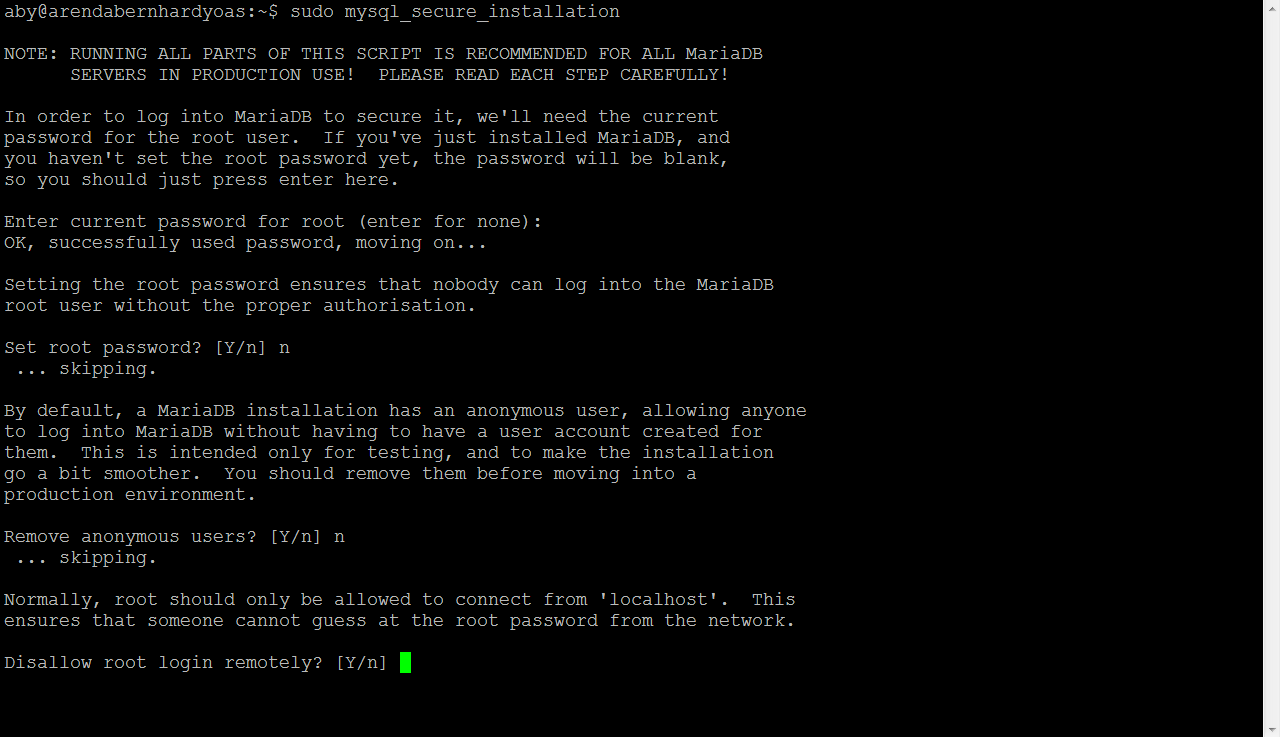 aby@arendabernhardyoas:~$ sudo mysql_secure_installation
NOTE: RUNNING ALL PARTS OF THIS SCRIPT IS RECOMMENDED FOR ALL MariaDB
      SERVERS IN PRODUCTION USE!  PLEASE READ EACH STEP CAREFULLY!
In order to log into MariaDB to secure it, we'll need the current
password for the root user.  If you've just installed MariaDB, and
you haven't set the root password yet, the password will be blank,
so you should just press enter here.
Enter current password for root (enter for none):
OK, successfully used password, moving on...
Setting the root password ensures that nobody can log into the MariaDB
root user without the proper authorisation.
Set root password? [Y/n] n
 ... skipping.
By default, a MariaDB installation has an anonymous user, allowing anyone
to log into MariaDB without having to have a user account created for
them.  This is intended only for testing, and to make the installation
go a bit smoother.  You should remove them before moving into a
production environment.
Remove anonymous users? [Y/n] n
 ... skipping.
Normally, root should only be allowed to connect from 'localhost'.  This
ensures that someone cannot guess at the root password from the network.
Disallow root login remotely? [Y/n]